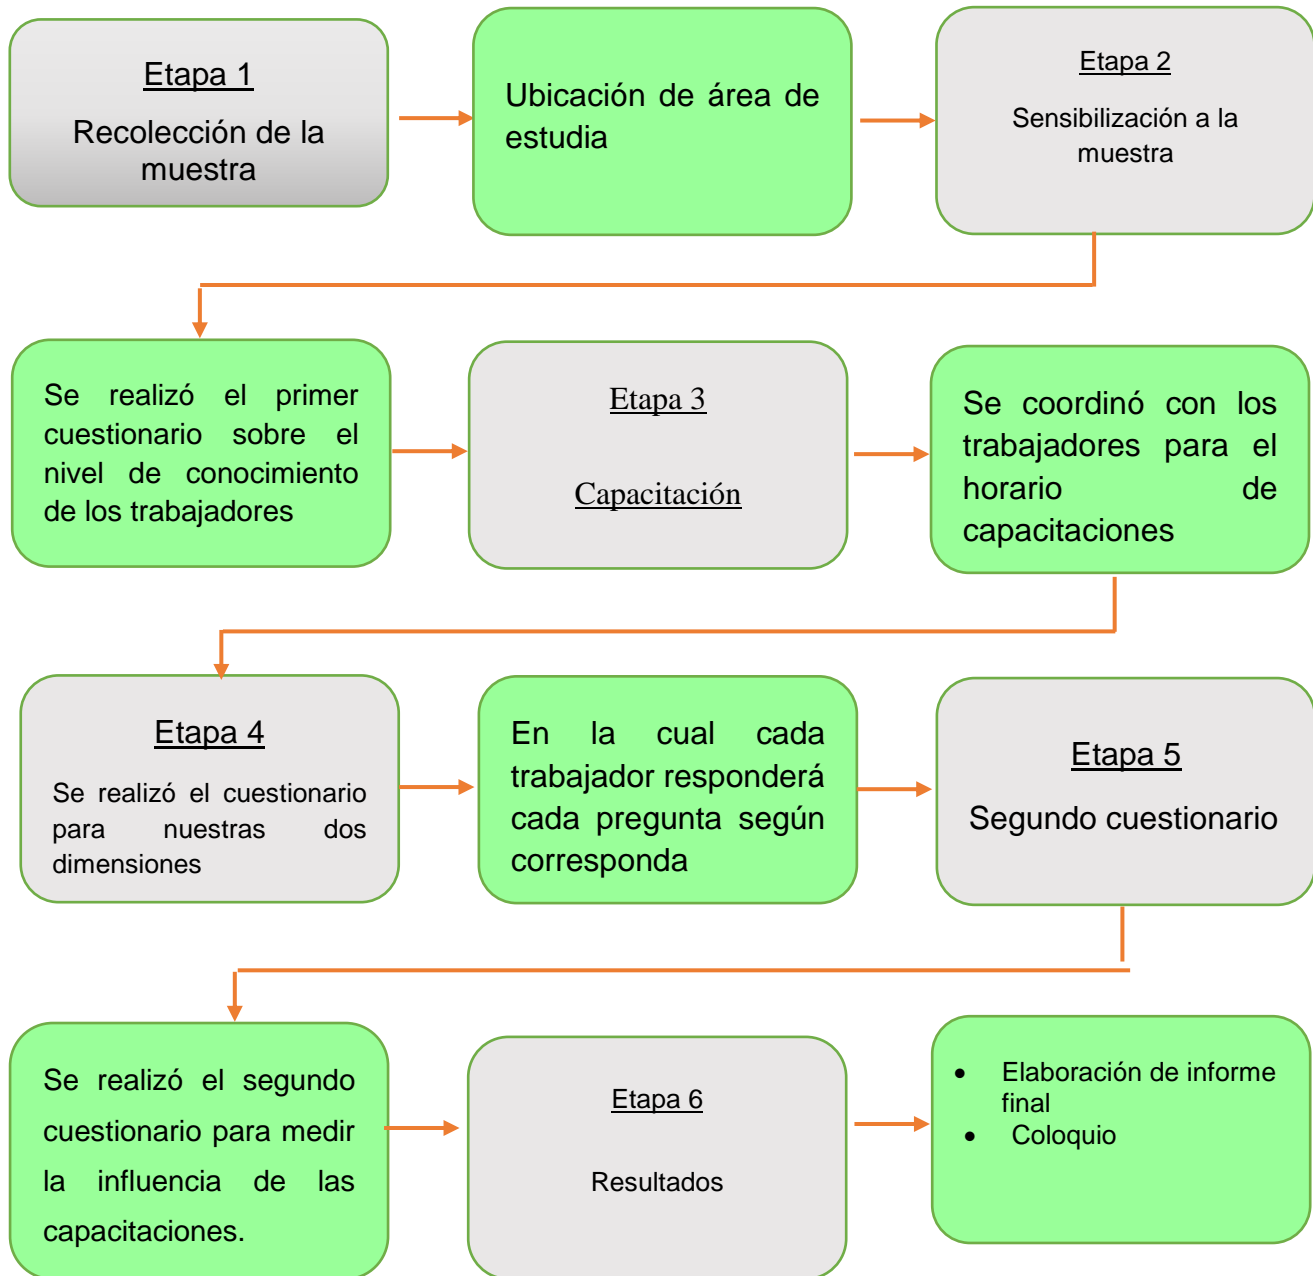 Etapa 1
Recolección de la
muestra
Ubicación de área de
estudia
Etapa 2
Sensibilización a la
muestra
Se realizó el primer
cuestionario sobre el
nivel de conocimiento
de los trabajadores
Etapa 3
Capacitación
Se coordinó con los
trabajadores para el
horario de
capacitaciones
Etapa 4
Se realizó el cuestionario
para nuestras dos
dimensiones
En la cual cada
trabajador responderá
cada pregunta según
corresponda
Etapa 5
Segundo cuestionario
Se realizó el segundo
cuestionario para medir
la influencia de las
capacitaciones.
Etapa 6
Resultados
• Elaboración de informe
final
• Coloquio